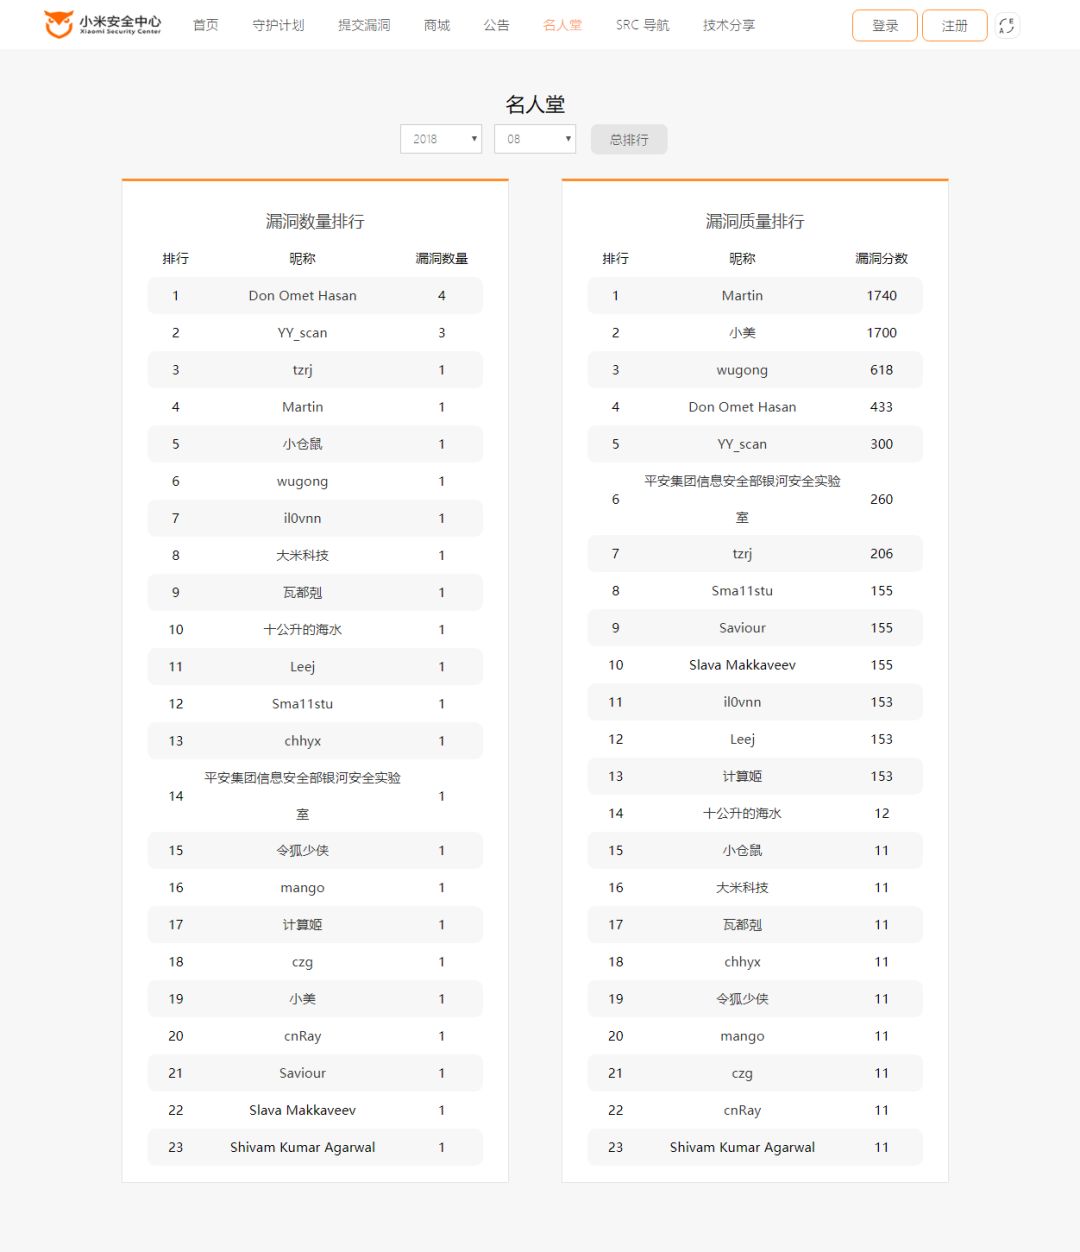 小米安全中心
Xiaomi Security Center
首页 守护计划 提交漏洞 商城 公告 名人堂 SRC 导航 技术分享 登录 注册
名人堂
2018 08 总排行
漏洞数量排行
排行 昵称 漏洞数量
1 Don Omet Hasan 4
2 YY_scan 3
3 tzrj 1
4 Martin 1
5 小仓鼠 1
6 wugong 1
7 il0vnn 1
8 大米科技 1
9 瓦都剋 1
10 十公升的海水 1
11 Leej 1
12 Sma11stu 1
13 chhyx 1
14 平安集团信息安全部银河安全实验 1
室
15 令狐少侠 1
16 mango 1
17 计算姬 1
18 czg 1
19 小美 1
20 cnRay 1
21 Saviour 1
22 Slava Makkaveev 1
23 Shivam Kumar Agarwal 1
漏洞质量排行
排行 昵称 漏洞分数
1 Martin 1740
2 小美 1700
3 wugong 618
4 Don Omet Hasan 433
5 YY_scan 300
6 平安集团信息安全部银河安全实验 260
室
7 tzrj 206
8 Sma11stu 155
9 Saviour 155
10 Slava Makkaveev 155
11 il0vnn 153
12 Leej 153
13 计算姬 153
14 十公升的海水 12
15 小仓鼠 11
16 大米科技 11
17 瓦都剋 11
18 chhyx 11
19 令狐少侠 11
20 mango 11
21 czg 11
22 cnRay 11
23 Shivam Kumar Agarwal 11